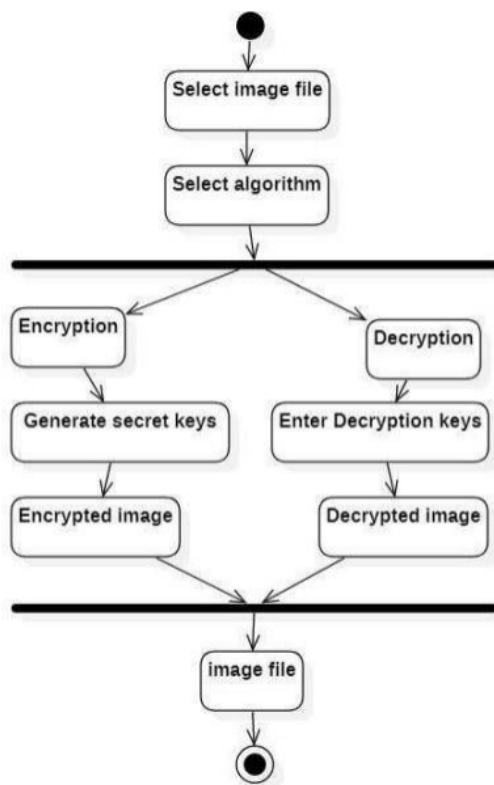 Select image file
Select algorithm
Encryption
Decryption
Generate secret keys
Enter Decryption keys
Encrypted image
Decrypted image
image file